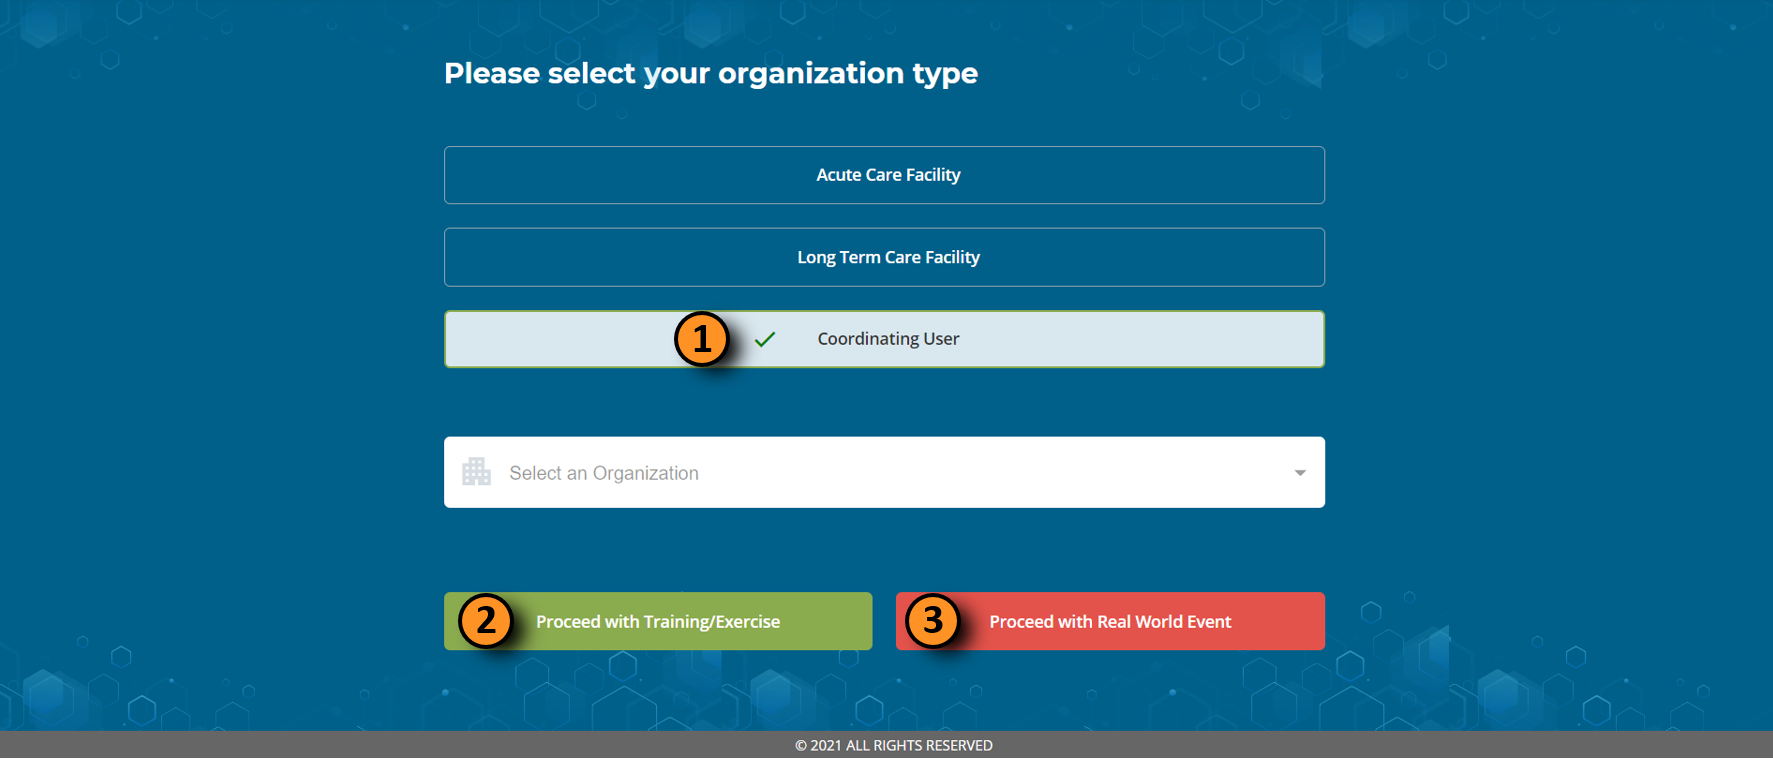 Please select your organization type
Acute Care Facility
Long Term Care Facility
1 Coordinating User
Select an Organization
2 Proceed with Training/Exercise
3 Proceed with Real World Event
© 2021 ALL RIGHTS RESERVED